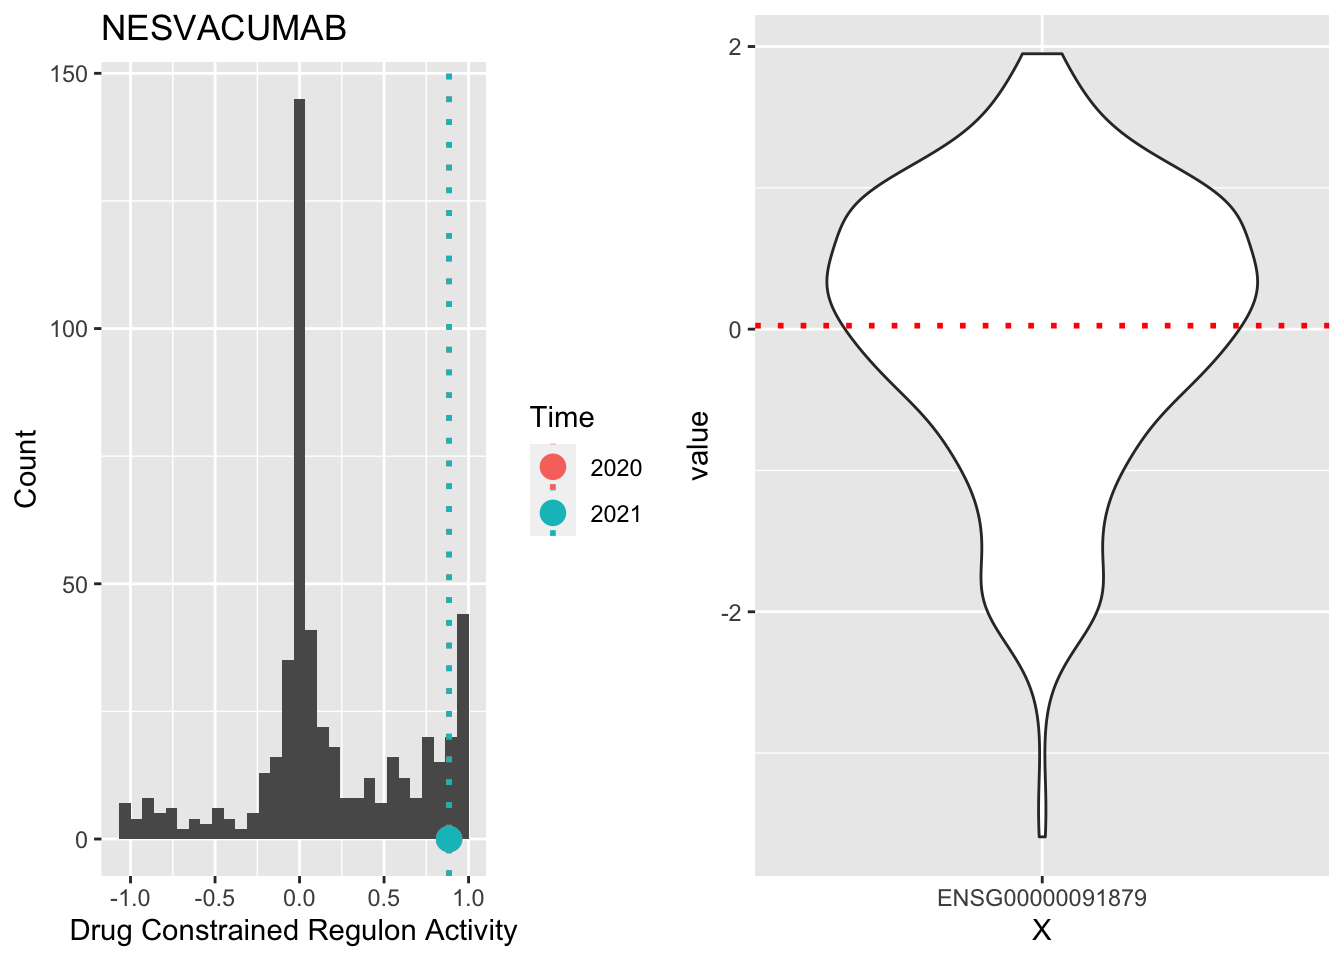 NESVACUMAB
150
100
50
0
Count
-1.0 -0.5 0.0 0.5 1.0
Drug Constrained Regulon Activity
Time
2020
2021
2
0
-2
value
ENSG00000091879
X